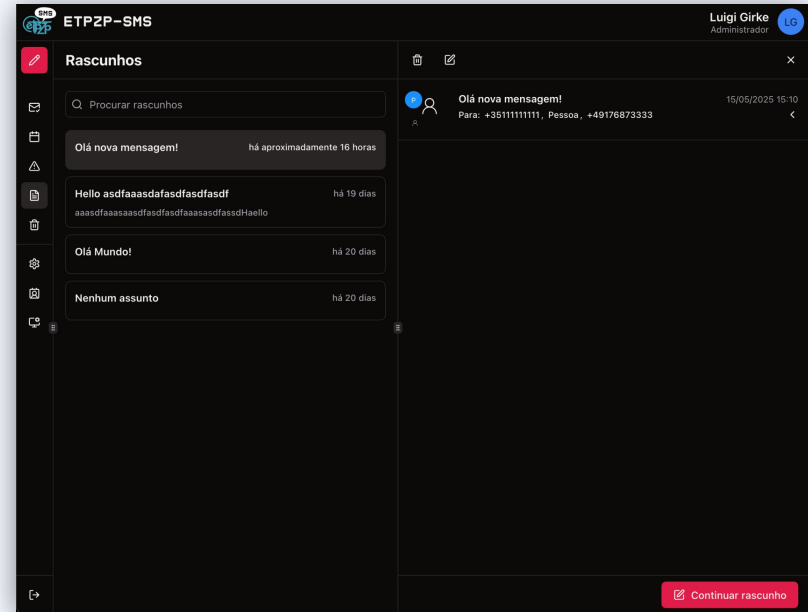 SMS
etpzp
ETPZP-SMS
Luigi Girke
Administrador
LG
Rascunhos
Procurar rascunhos
Olá nova mensagem!
há aproximadamente 16 horas
Hello asdfaaasdafasdfasdfasdf
há 19 dias
aaasdfaaasaasdfasdfasdfaaasasdfassdHaello
Olá Mundo!
há 20 dias
Nenhum assunto
há 20 dias
P
Olá nova mensagem!
15/05/2025 15:10
Para: +35111111111, Pessoa, +49176873333
Continuar rascunho